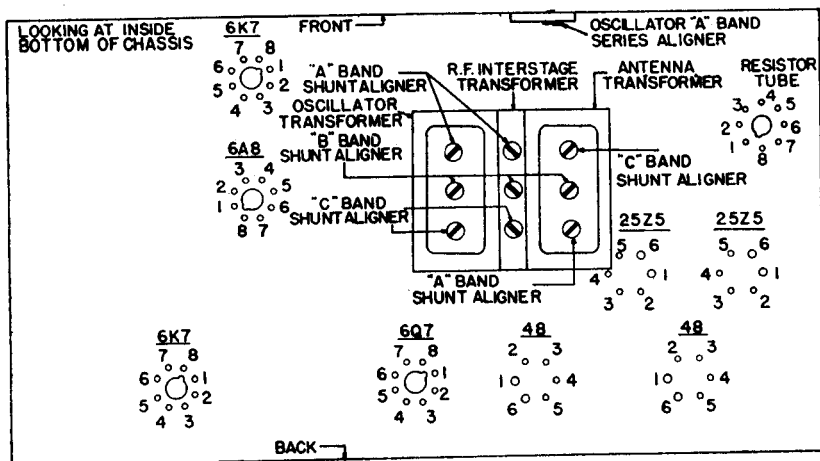 LOOKING AT INSIDE
BOTTOM OF CHASSIS
FRONT
OSCILLATOR "A" BAND
SERIES ALIGNER
6K7
7 8
6 1
5 2
4 3
"A" BAND
SHUNT ALIGNER
R.F. INTERSTAGE
TRANSFORMER
ANTENNA
TRANSFORMER
OSCILLATOR
TRANSFORMER
RESISTOR
TUBE
3 4 5
2 6
1 8 7
"B" BAND
SHUNT ALIGNER
"C" BAND
SHUNT ALIGNER
6A8
3 4
2 5
1 6
8 7
"C" BAND
SHUNT ALIGNER
"A" BAND
SHUNT ALIGNER
25Z5
5 6
4 1
3 2
25Z5
5 6
4 1
3 2
6K7
7 8
6 1
5 2
4 3
6Q7
7 8
6 1
5 2
4 3
48
2 3
1 4
6 5
48
2 3
1 4
6 5
BACK